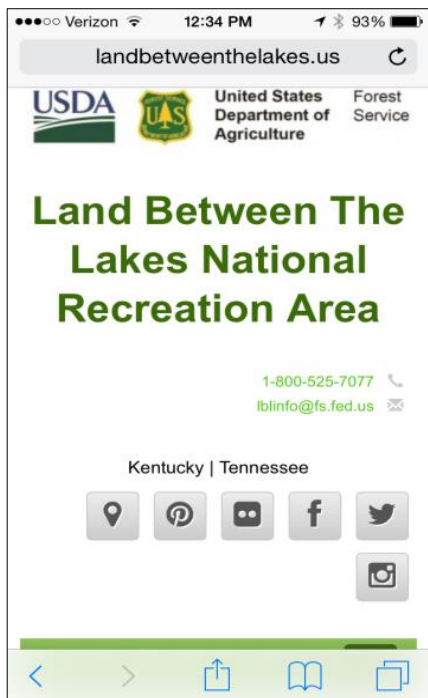 Verizon 12:34 PM 93%
landbetweenthelakes.us
USDA
UAS
United States
Department of
Agriculture
Forest
Service
Land Between The
Lakes National
Recreation Area
1-800-525-7077
lblinfo@fs.fed.us
Kentucky | Tennessee